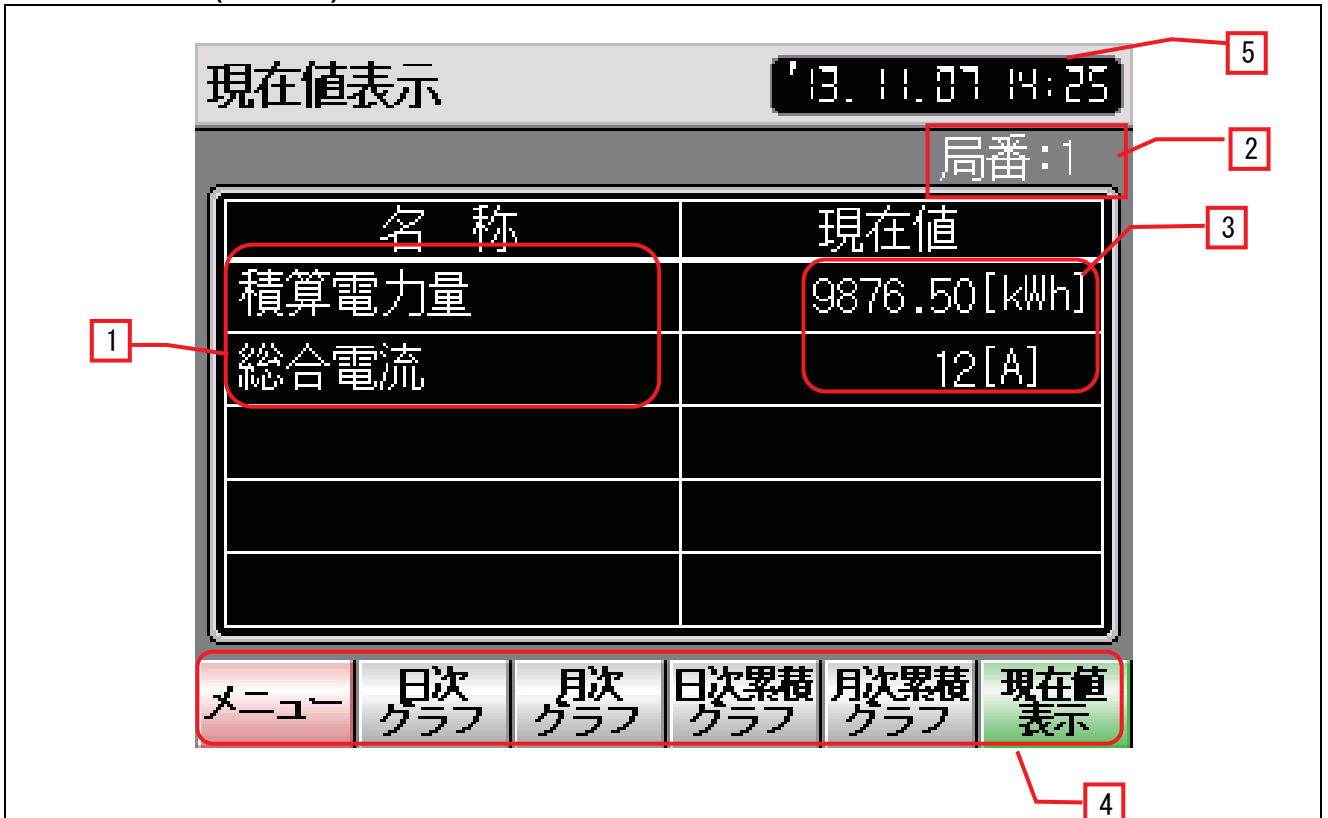 現在値表示 '13. 11. 07 14:25
5
局番:1
2
名 称 現在値
3
積算電力量 9876.50[kWh]
1
総合電流 12[A]
メニュー 日次グラフ 月次グラフ 日次累積グラフ 月次累積グラフ 現在値表示
4